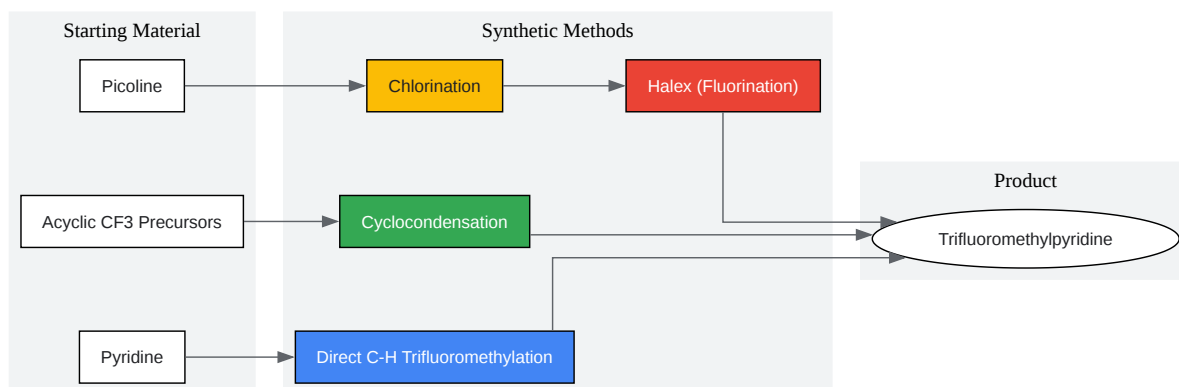 Starting Material
Synthetic Methods
Picoline
Chlorination
Halex (Fluorination)
Product
Acyclic CF3 Precursors
Cyclocondensation
Trifluoromethylpyridine
Pyridine
Direct C-H Trifluoromethylation